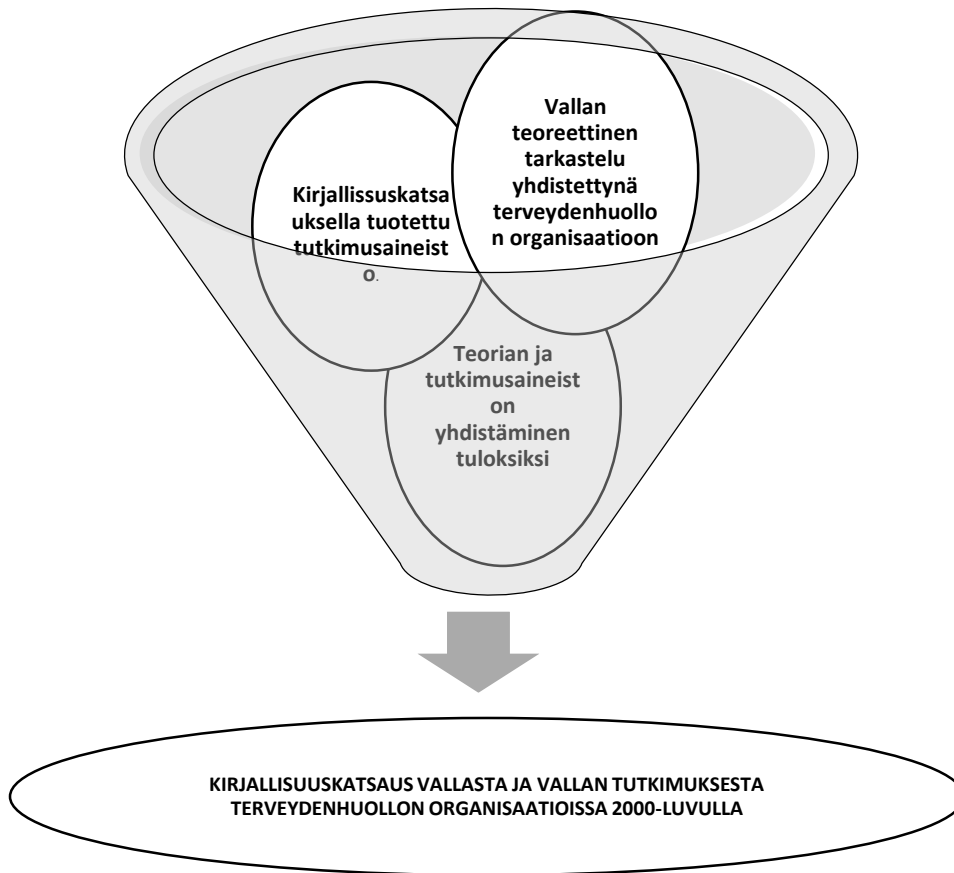 Kirjallissuskatsa
uksella tuotettu
tutkimusaineist
o.
Vallan
teoreettinen
tarkastelu
yhdistettynä
terveydenhuollo
n organisaatioon
Teorian ja
tutkimusaineist
on
yhdistäminen
tuloksiksi
KIRJALLISUUSKATSAUS VALLASTA JA VALLAN TUTKIMUKSESTA
TERVEYDENHUOLLON ORGANISAATIOISSA 2000-LUVULLA